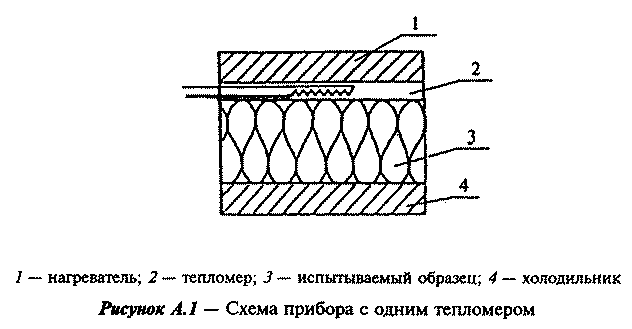 1
2
3
4
1 — нагреватель; 2 — тепломер; 3 — испытываемый образец; 4 — холодильник
Рисунок А.1 — Схема прибора с одним тепломером